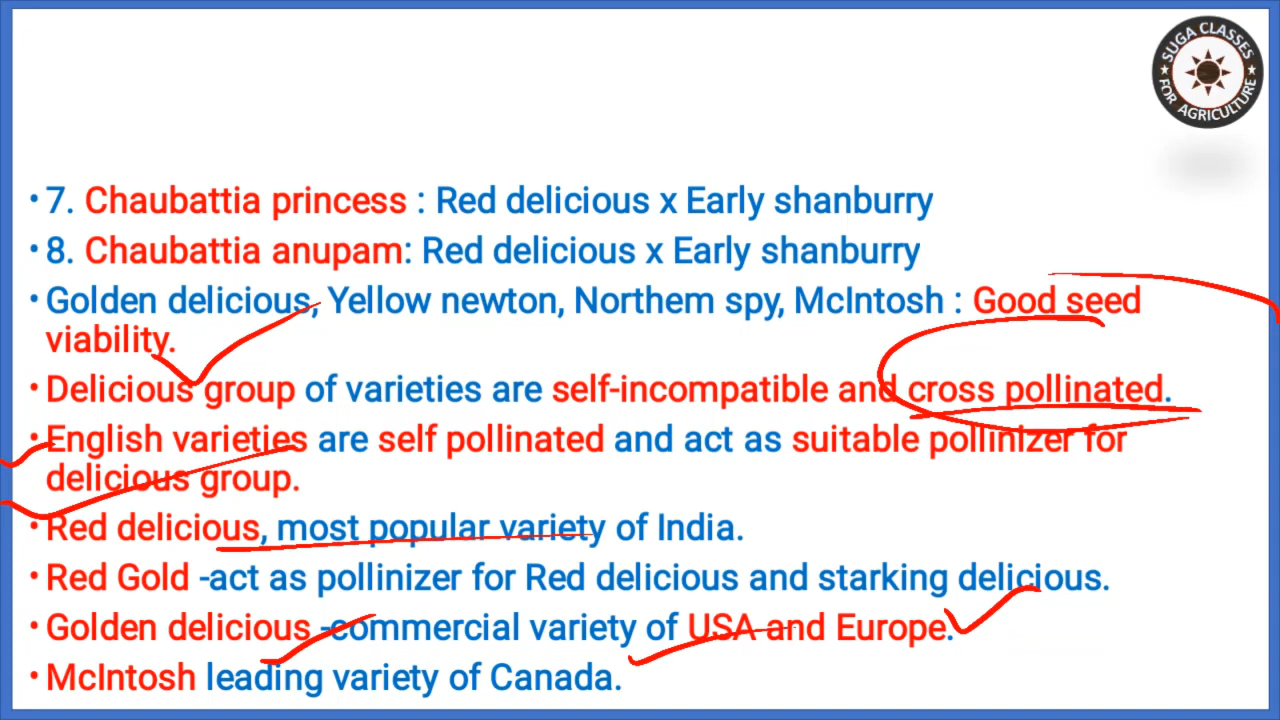 SUGA CLASSES
FOR AGRICULTURE
• 7. Chaubattia princess : Red delicious x Early shanburry
• 8. Chaubattia anupam: Red delicious x Early shanburry
• Golden delicious, Yellow newton, Northem spy, McIntosh : Good seed
viability.
• Delicious group of varieties are self-incompatible and cross pollinated.
• English varieties are self pollinated and act as suitable pollinizer for
delicious group.
• Red delicious, most popular variety of India.
• Red Gold -act as pollinizer for Red delicious and starking delicious.
• Golden delicious -commercial variety of USA and Europe.
• McIntosh leading variety of Canada.